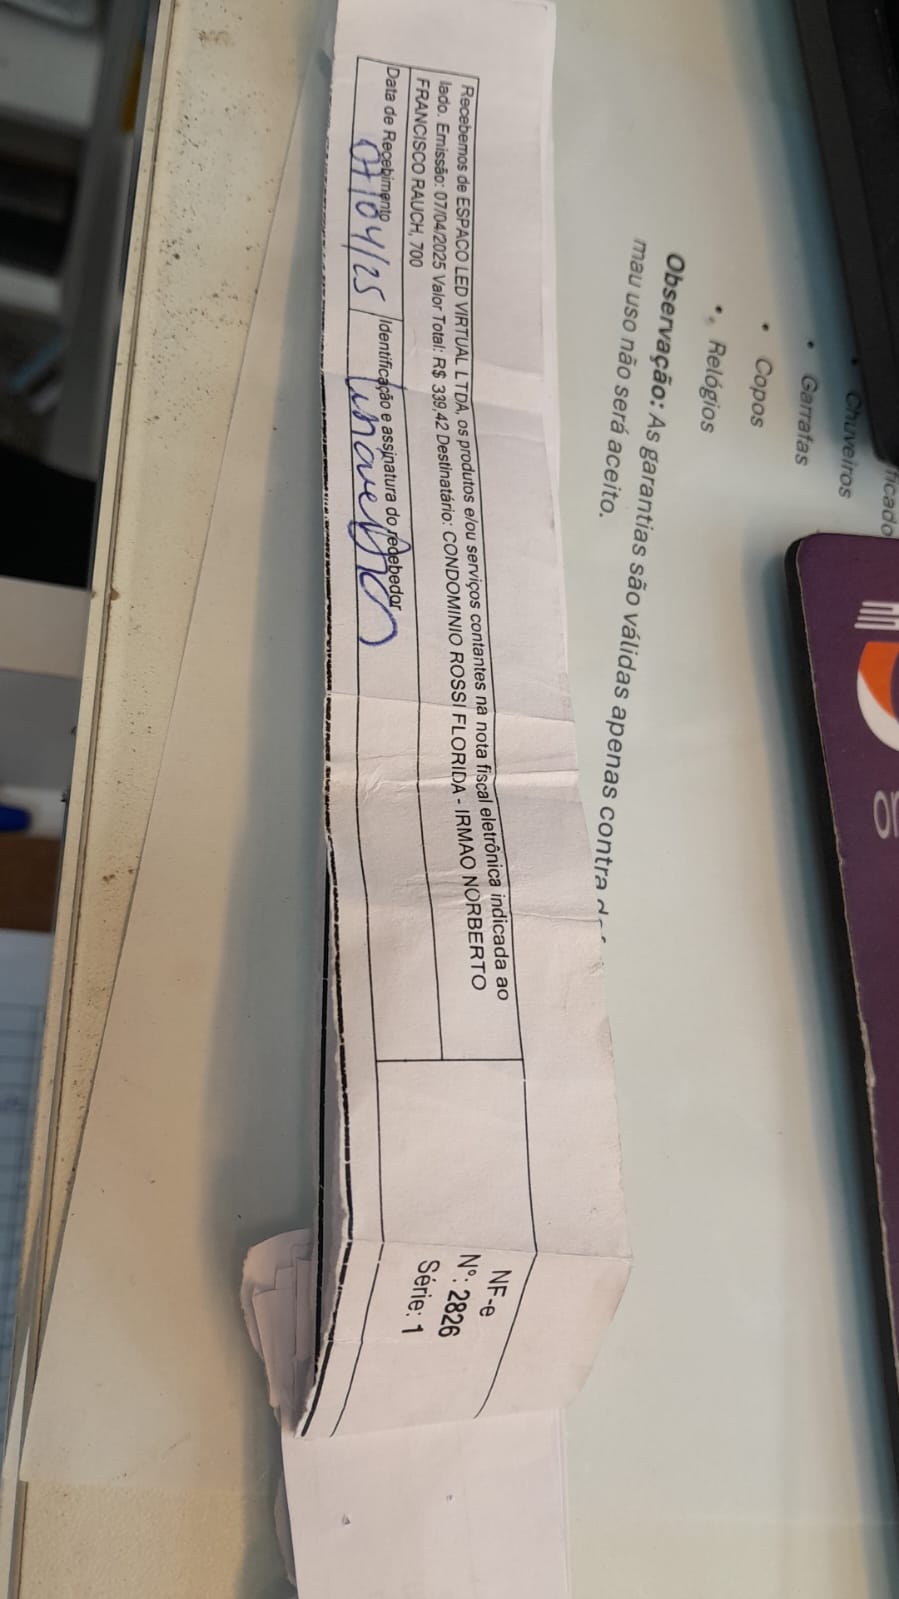 Recebemos de ESPACO LED VIRTUAL LTDA, os produtos e/ou serviços contantes na nota fiscal eletrônica indicada ao
lado. Emissão: 07/04/2025 Valor Total: R$ 339,42 Destinatário: CONDOMINIO ROSSI FLORIDA - IRMAO NORBERTO
FRANCISCO RAUCH, 700
Data de Recebimento
07/04/25
Identificação e assinatura do recebedor
NF-e
Nº: 2826
Série: 1
ficado
Chuveiros
• Garrafas
• Copos
• Relógios
Observação: As garantias são válidas apenas contra
mau uso não será aceito.